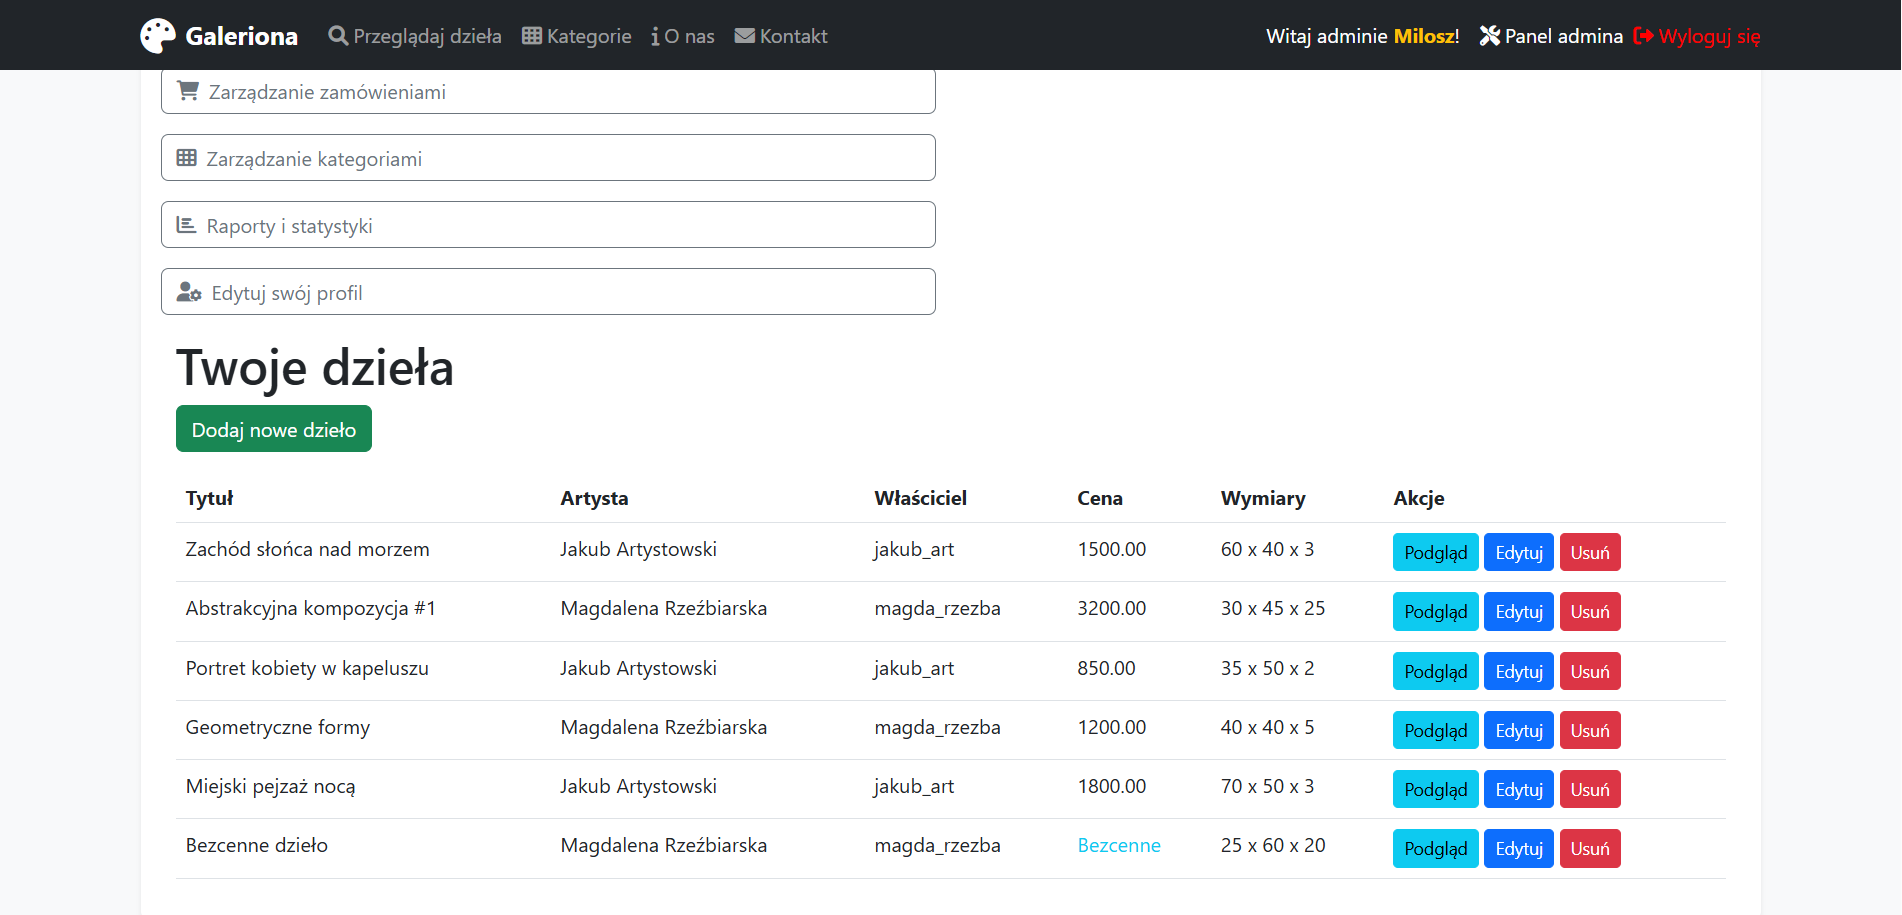 Galeriona Przeglądaj dzieła Kategorie O nas Kontakt Witaj adminie Milosz! Panel admina Wyloguj się
Zarządzanie zamówieniami
Zarządzanie kategoriami
Raporty i statystyki
Edytuj swój profil
Twoje dzieła
Dodaj nowe dzieło
Tytuł Artysta Właściciel Cena Wymiary Akcje
Zachód słońca nad morzem Jakub Artystowski jakub_art 1500.00 60 x 40 x 3 Podgląd Edytuj Usuń
Abstrakcyjna kompozycja #1 Magdalena Rzeźbiarska magda_rzezba 3200.00 30 x 45 x 25 Podgląd Edytuj Usuń
Portret kobiety w kapeluszu Jakub Artystowski jakub_art 850.00 35 x 50 x 2 Podgląd Edytuj Usuń
Geometryczne formy Magdalena Rzeźbiarska magda_rzezba 1200.00 40 x 40 x 5 Podgląd Edytuj Usuń
Miejski pejzaż nocą Jakub Artystowski jakub_art 1800.00 70 x 50 x 3 Podgląd Edytuj Usuń
Bezcenne dzieło Magdalena Rzeźbiarska magda_rzezba Bezcenne 25 x 60 x 20 Podgląd Edytuj Usuń